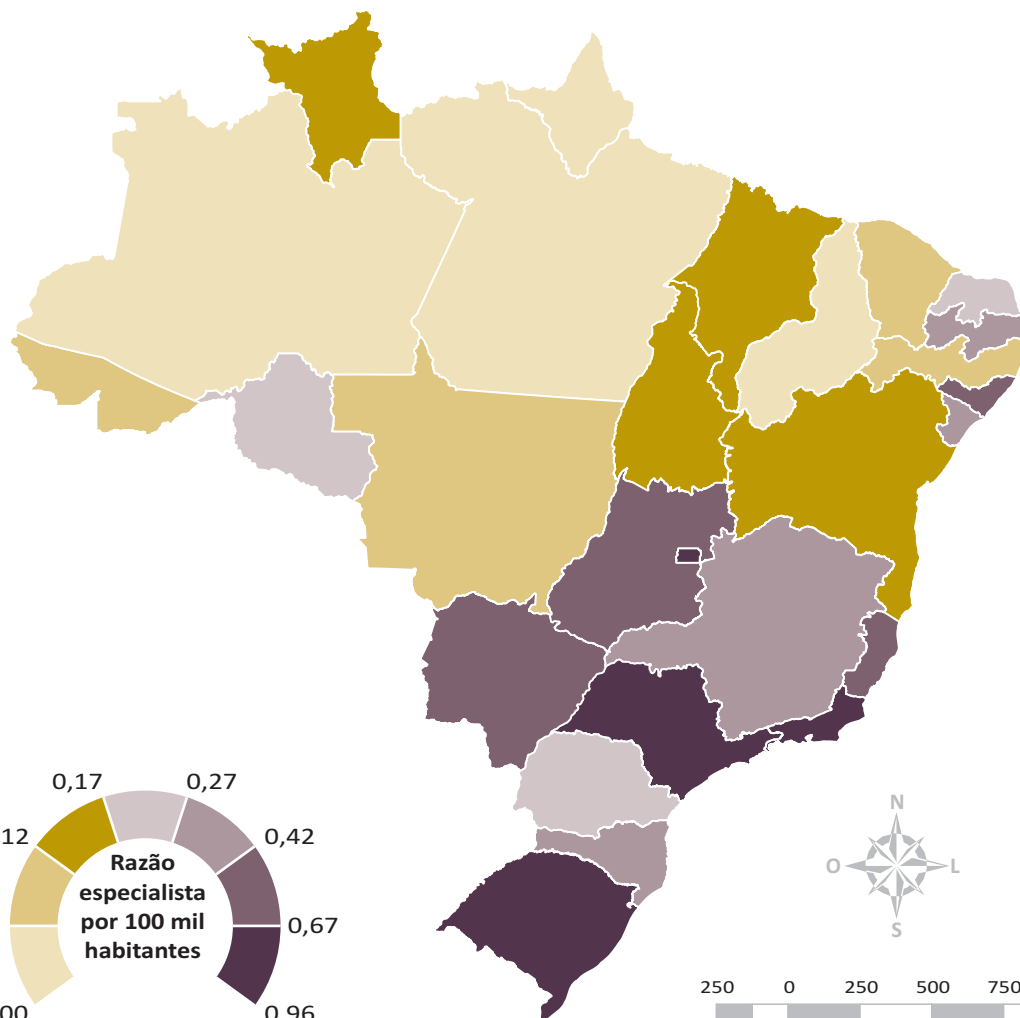 0,17
0,27
12
0,42
Razão
especialista
por 100 mil
habitantes
0,67
00
0,96
N
O
L
S
250 0 250 500 750